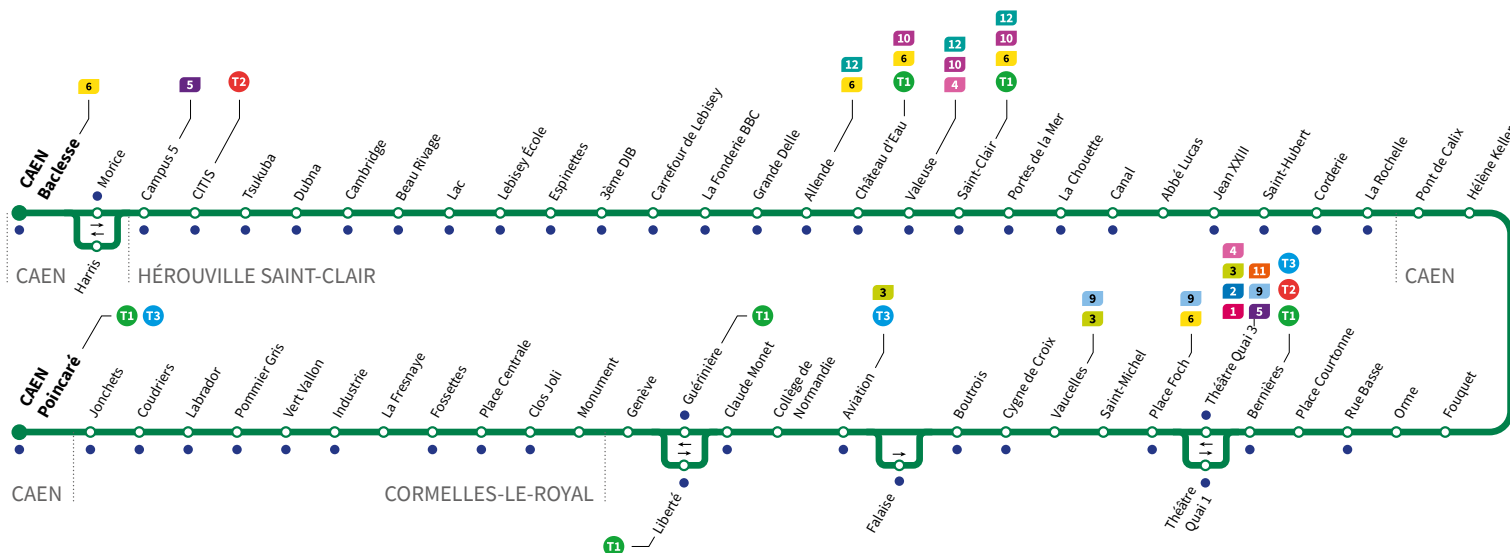 12
10
12
10
12
10
6
12
6
6
5
T2
6
T1
4
T1
CAEN
Baclesse
Morice
Campus 5
CITIS
Tsukuba
Dubna
Cambridge
Beau Rivage
Lac
Lebisey École
Espinettes
3ème DIB
Carrefour de Lebisey
La Fonderie BBC
Grande Delle
Allende
Château d'Eau
Valeuse
Saint-Clair
Portes de la Mer
La Chouette
Canal
Abbé Lucas
Jean XXIII
Saint-Hubert
Corderie
La Rochelle
Pont de Calix
Hélène Keller
Harris
CAEN
HÉROUVILLE SAINT-CLAIR
CAEN
4
3
11
T3
2
9
T2
1
5
T1
9
6
9
3
3
T3
T1
T1
T3
CAEN
Poincaré
Jonchets
Coudriers
Labrador
Pommier Gris
Vert Vallon
Industrie
La Fresnaye
Fossettes
Place Centrale
Clos Joli
Monument
Genève
Guérinière
Claude Monet
Collège de
Normandie
Aviation
Boutrois
Cygne de Croix
Vaucelles
Saint-Michel
Place Foch
Théâtre Quai 3
Bernières
Place Courtonne
Rue Basse
Orme
Fouquet
CAEN
CORMELLES-LE-ROYAL
Liberté
T1
Falaise
Théâtre
Quai 1